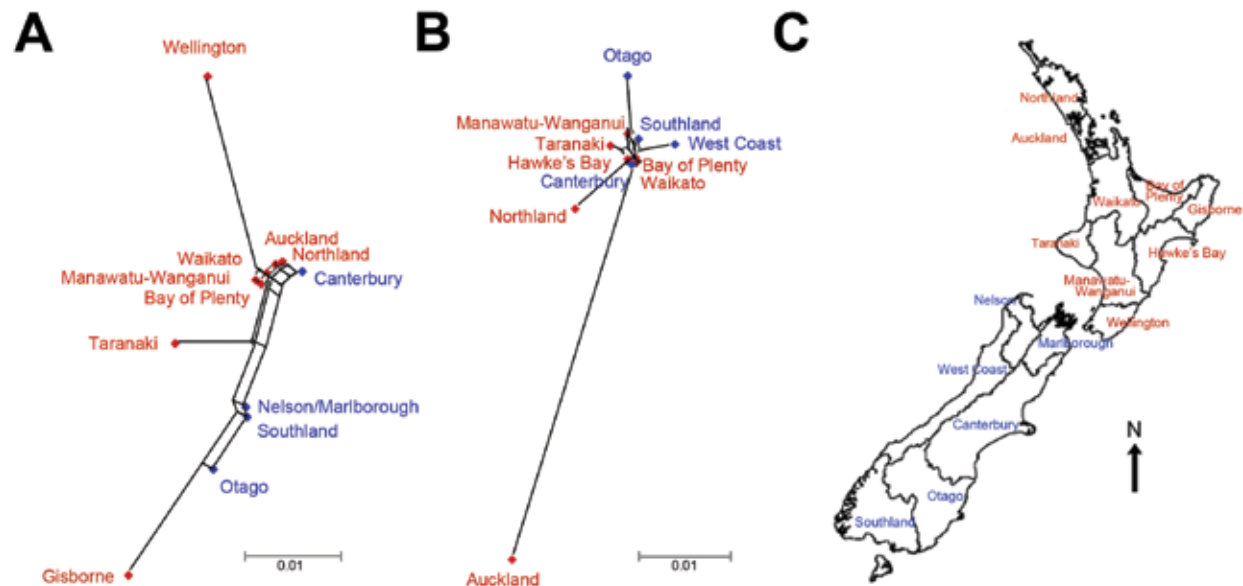 A
Wellington
Auckland
Waikato
Northland
Manawatu-Wanganui
Canterbury
Bay of Plenty
Taranaki
Nelson/Marlborough
Southland
Otago
Gisborne
0.01
B
Otago
Manawatu-Wanganui
Southland
Taranaki
West Coast
Hawke's Bay
Bay of Plenty
Canterbury
Waikato
Northland
Auckland
0.01
C
Northland
Auckland
Bay of
Plenty
Waikato
Gisborne
Taranaki
Hawke's Bay
Manawatu-
Wanganui
Nelson
Wellington
Marlborough
West Coast
Canterbury
N
Otago
Southland